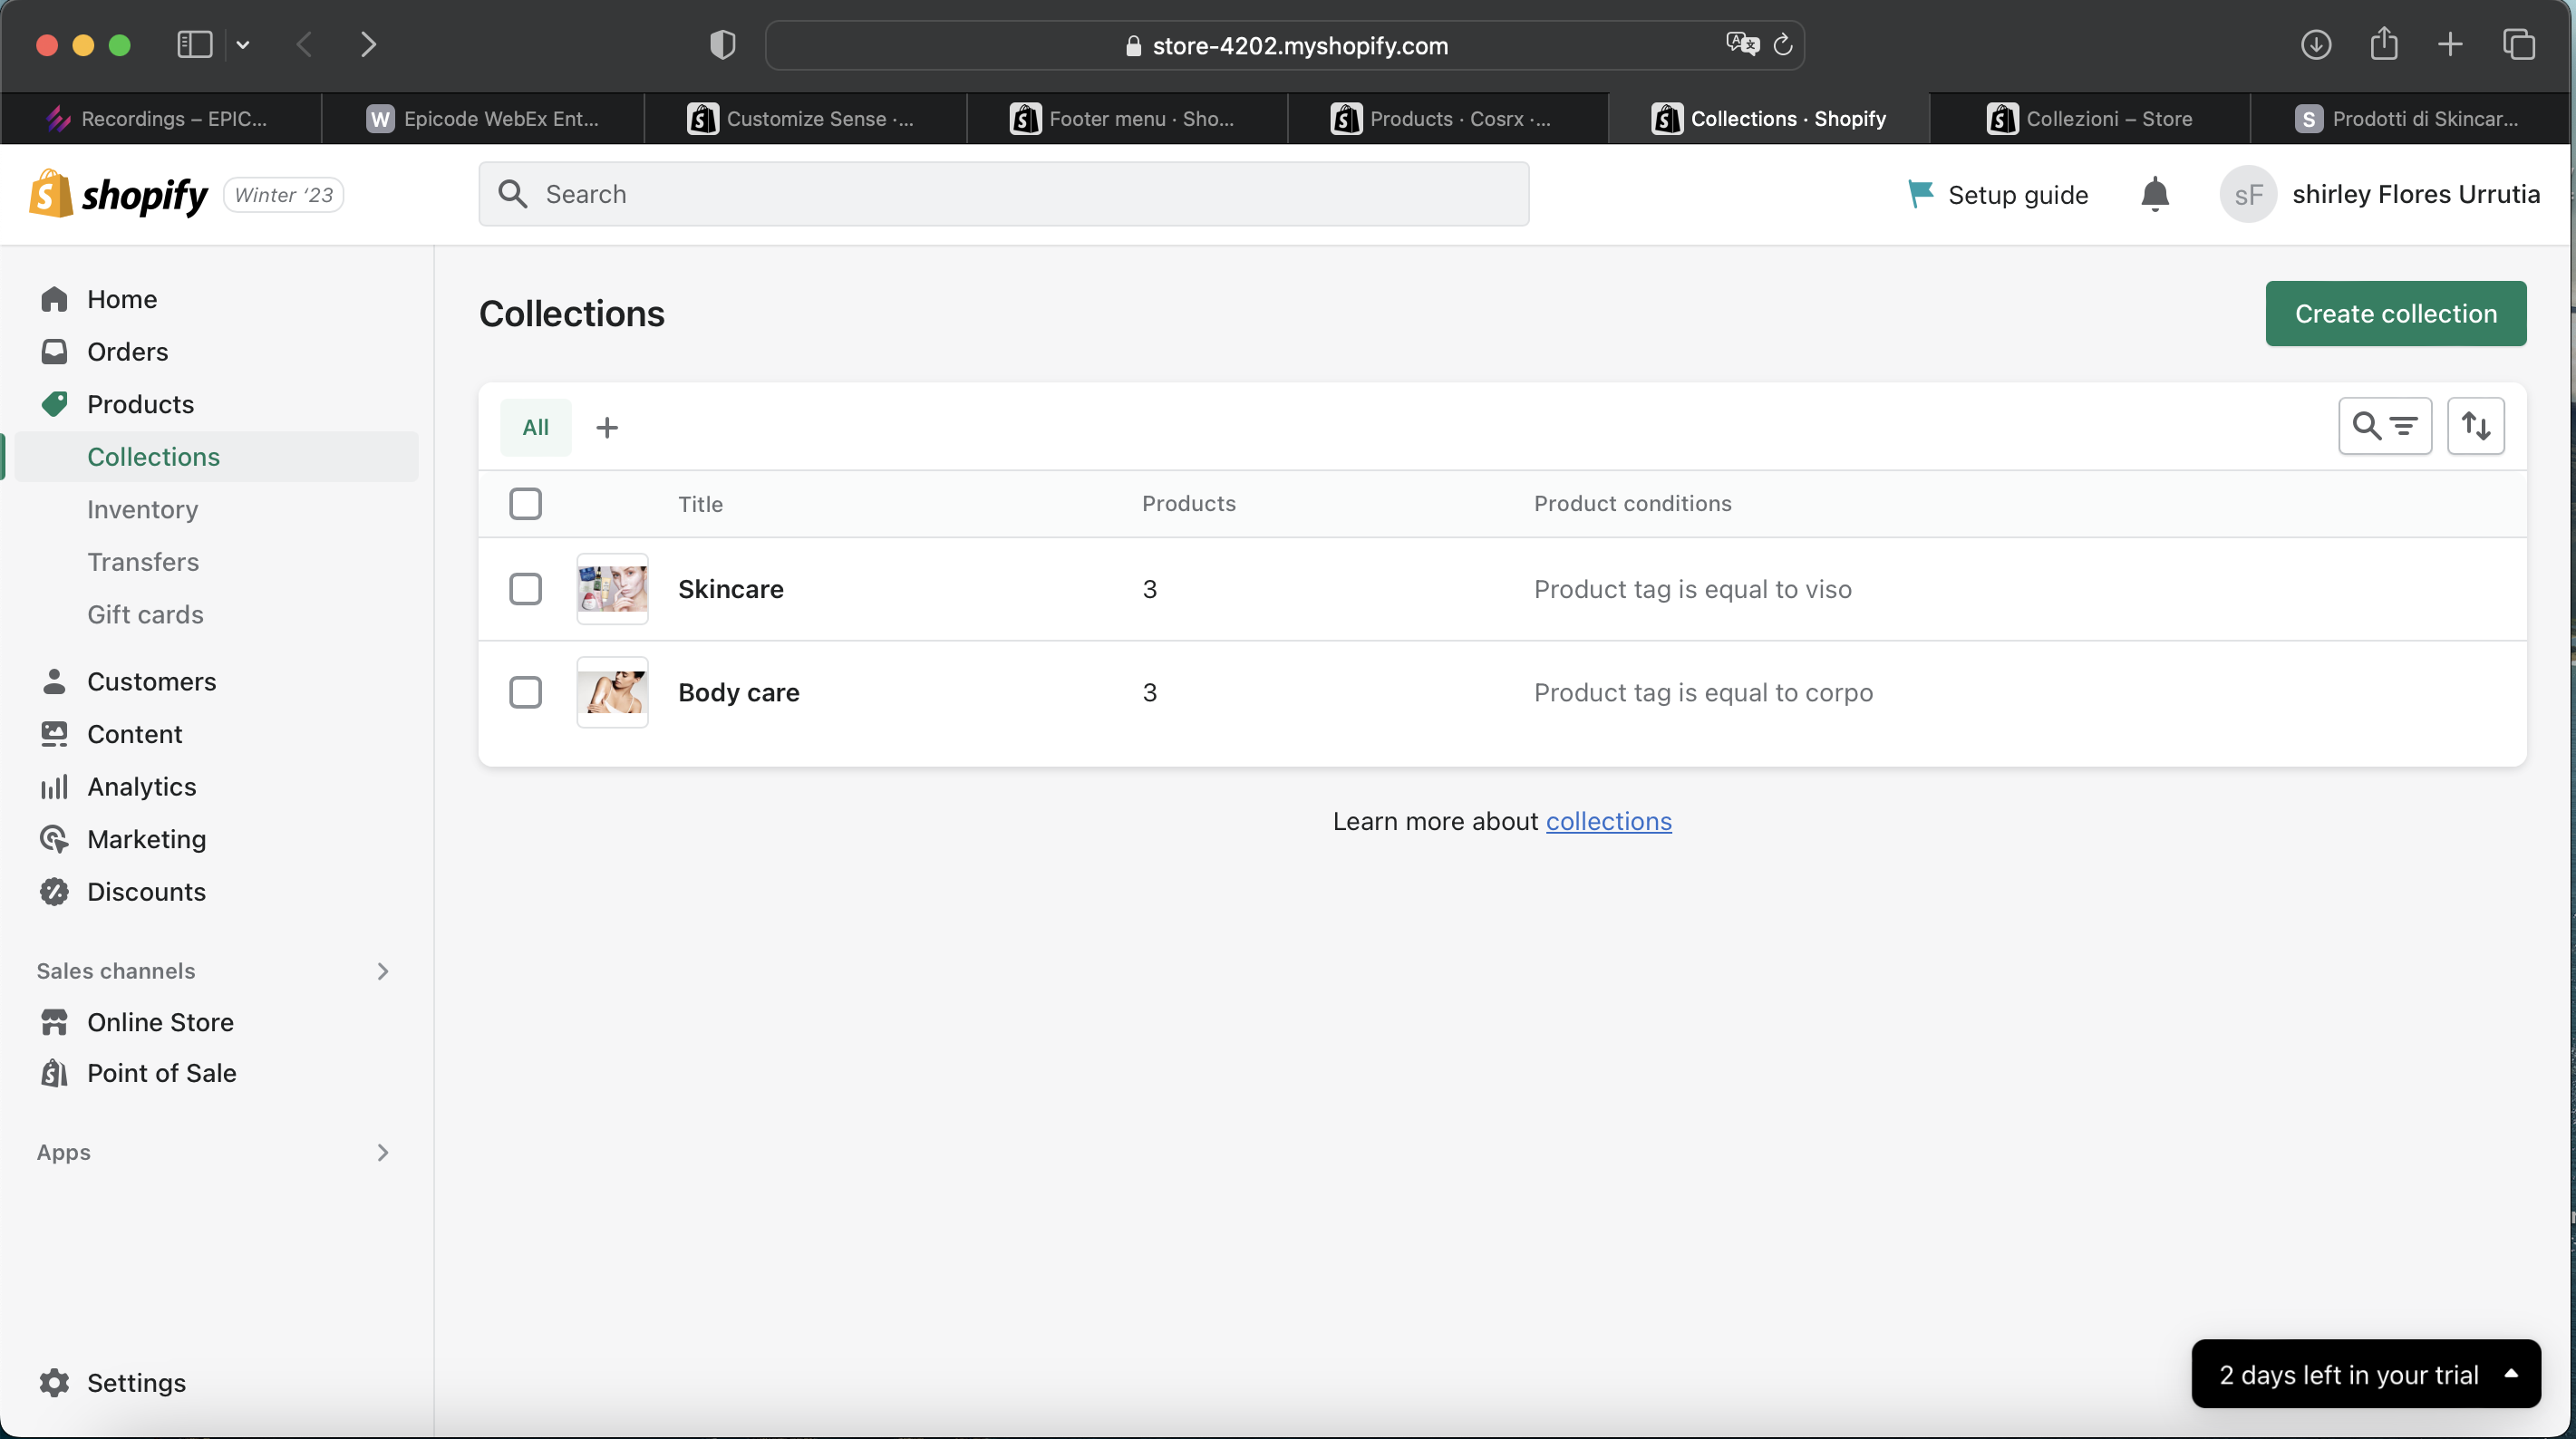 store-4202.myshopify.com
Recordings – EPIC...
W Epicode WebEx Ent...
Customize Sense ·...
Footer menu · Sho...
Products · Cosrx ·...
Collections · Shopify
Collezioni – Store
S Prodotti di Skincar...
shopify Winter ‘23
Search
Setup guide
sF shirley Flores Urrutia
Home
Orders
Products
Collections
Inventory
Transfers
Gift cards
Customers
Content
Analytics
Marketing
Discounts
Sales channels
Online Store
Point of Sale
Apps
Settings
Collections
Create collection
All
Title Products Product conditions
Skincare 3 Product tag is equal to viso
Body care 3 Product tag is equal to corpo
Learn more about collections
2 days left in your trial